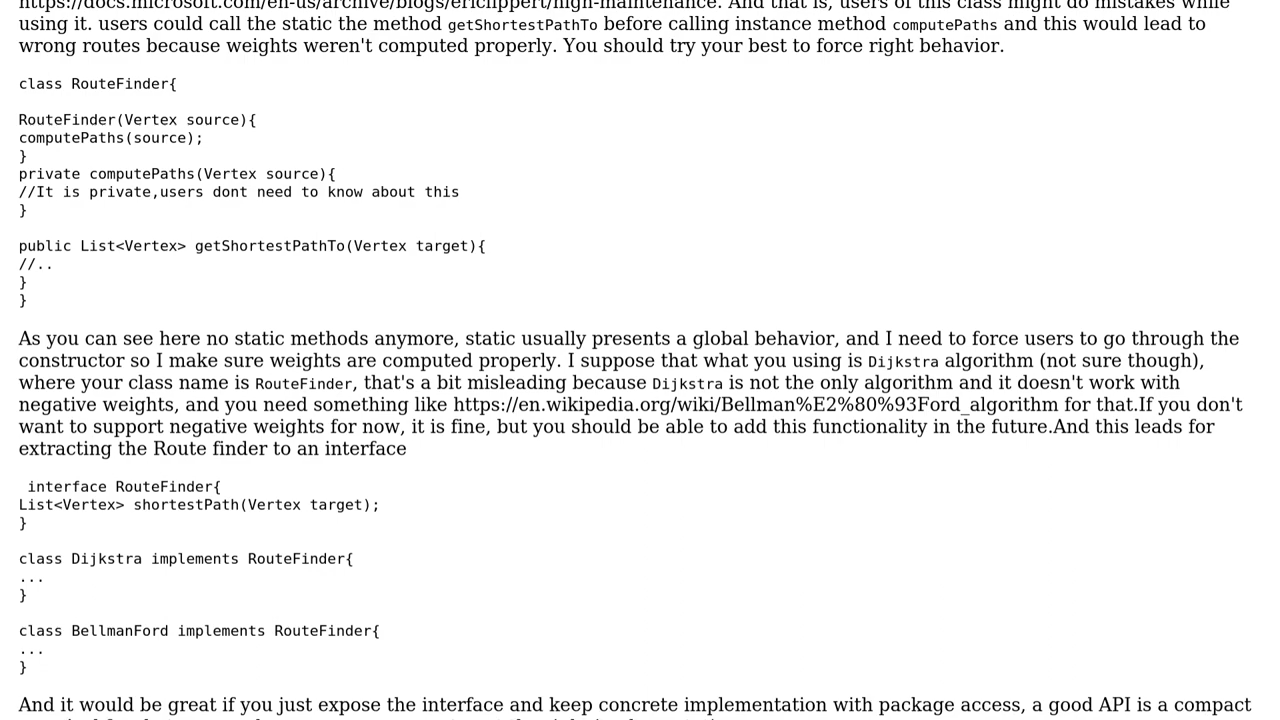 https://docs.microsoft.com/en-us/archive/blogs/ericlippert/high-maintenance. And that is, users of this class might do mistakes while
using it. users could call the static the method getShortestPathTo before calling instance method computePaths and this would lead to
wrong routes because weights weren't computed properly. You should try your best to force right behavior.
class RouteFinder{
RouteFinder(Vertex source){
computePaths(source);
}
private computePaths(Vertex source){
//It is private,users dont need to know about this
}
public List<Vertex> getShortestPathTo(Vertex target){
//..
}
}
As you can see here no static methods anymore, static usually presents a global behavior, and I need to force users to go through the
constructor so I make sure weights are computed properly. I suppose that what you using is Dijkstra algorithm (not sure though),
where your class name is RouteFinder, that's a bit misleading because Dijkstra is not the only algorithm and it doesn't work with
negative weights, and you need something like https://en.wikipedia.org/wiki/Bellman%E2%80%93Ford_algorithm for that.If you don't
want to support negative weights for now, it is fine, but you should be able to add this functionality in the future.And this leads for
extracting the Route finder to an interface
interface RouteFinder{
List<Vertex> shortestPath(Vertex target);
}
class Dijkstra implements RouteFinder{
...
}
class BellmanFord implements RouteFinder{
...
}
And it would be great if you just expose the interface and keep concrete implementation with package access, a good API is a compact